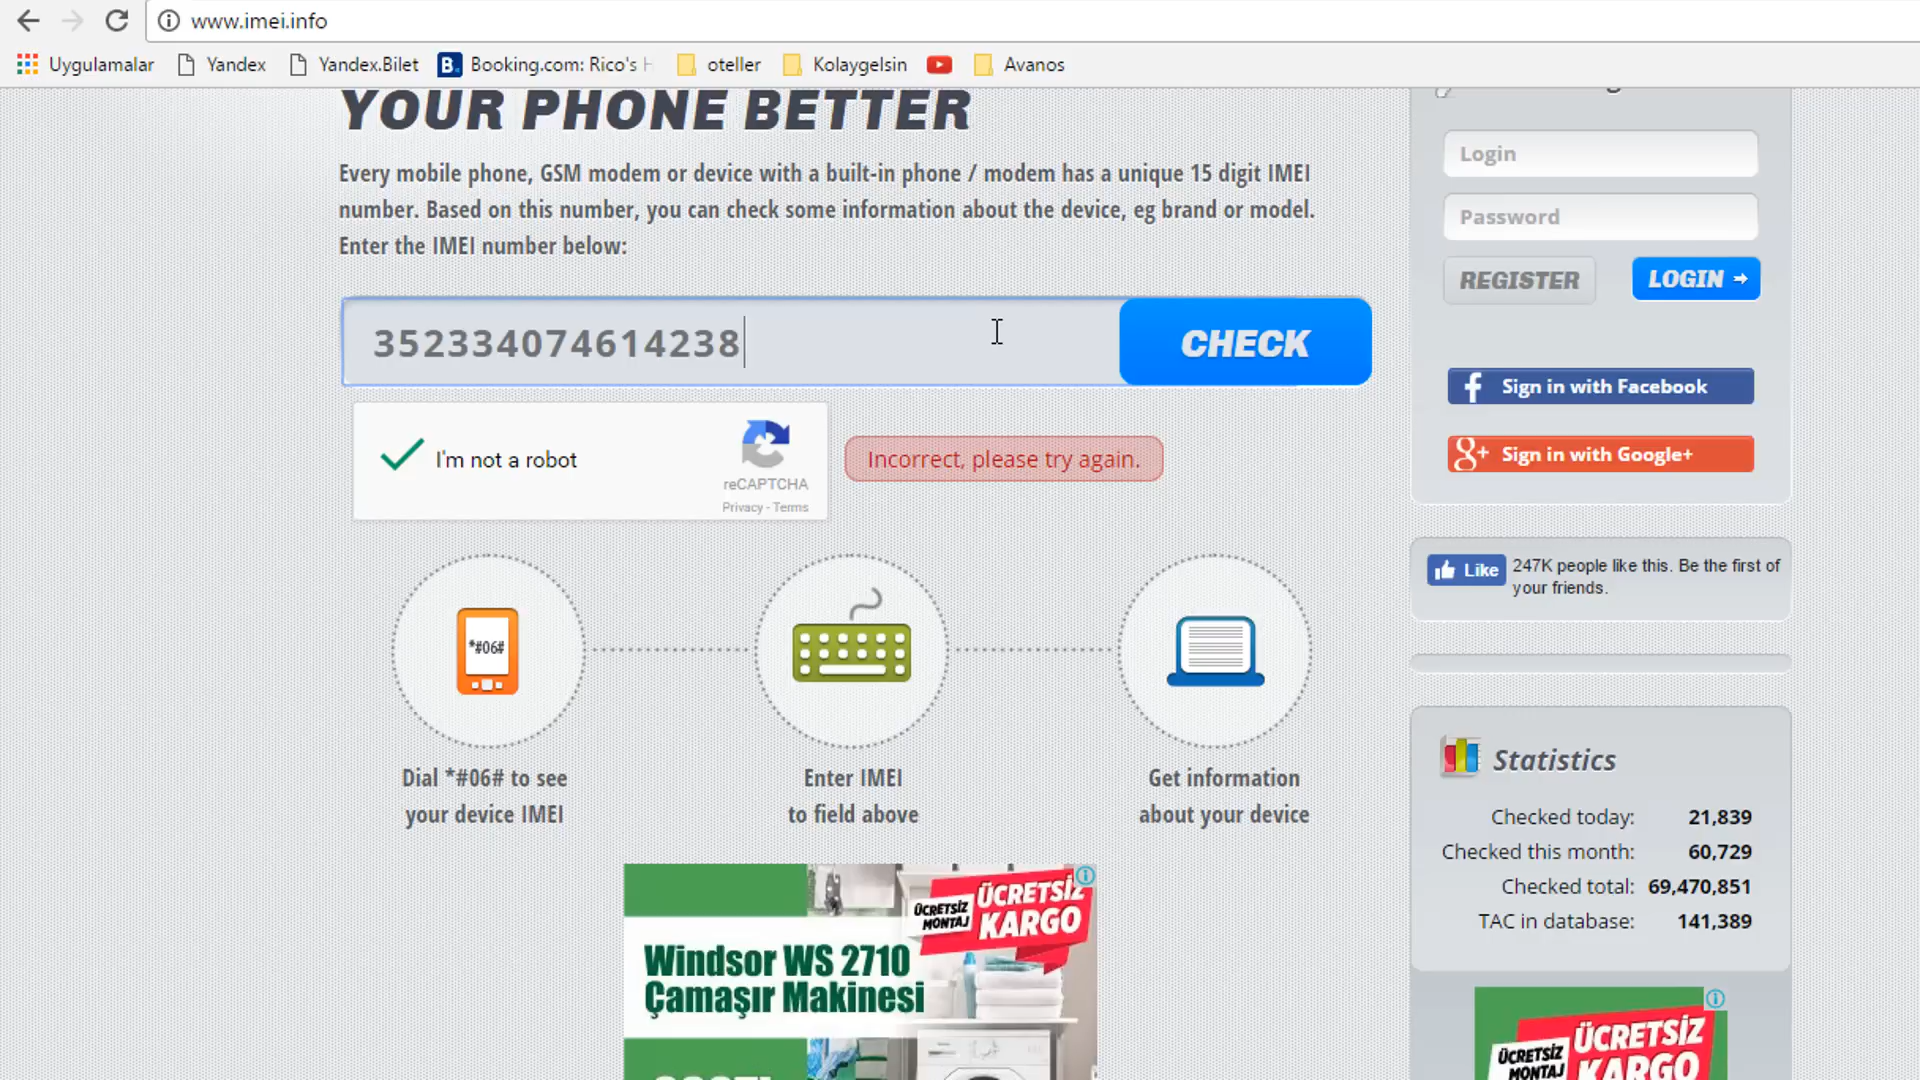 www.imei.info
Uygulamalar Yandex Yandex.Bilet B. Booking.com: Rico's H oteller Kolaygelsin Avanos
YOUR PHONE BETTER
Every mobile phone, GSM modem or device with a built-in phone / modem has a unique 15 digit IMEI
number. Based on this number, you can check some information about the device, eg brand or model.
Enter the IMEI number below:
352334074614238
CHECK
I'm not a robot
reCAPTCHA
Privacy - Terms
Incorrect, please try again.
*#06#
Dial *#06# to see
your device IMEI
Enter IMEI
to field above
Get information
about your device
ÜCRETSİZ
MONTAJ
ÜCRETSİZ
KARGO
Windsor WS 2710
Çamaşır Makinesi
Login
Password
REGISTER
LOGIN
f Sign in with Facebook
g+ Sign in with Google+
Like
247K people like this. Be the first of
your friends.
Statistics
Checked today: 21,839
Checked this month: 60,729
Checked total: 69,470,851
TAC in database: 141,389
ÜCRETSİZ
MONTAJ
ÜCRETSİZ
KARGO